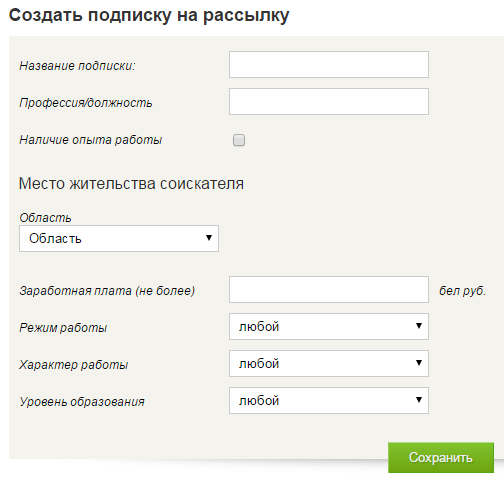 Создать подписку на рассылку
Название подписки:
Профессия/должность
Наличие опыта работы
Место жительства соискателя
Область
Область
Заработная плата (не более) бел руб.
Режим работы любой
Характер работы любой
Уровень образования любой
Сохранить